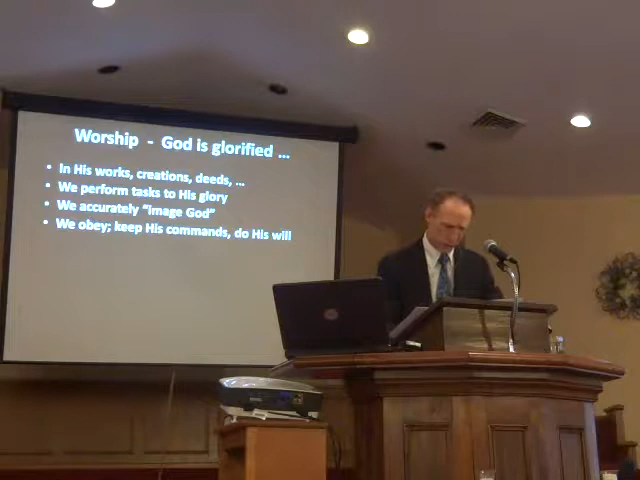 Worship - God is glorified ...
• In His works, creations, deeds, ...
• We perform tasks to His glory
• We accurately “Image God”
• We obey; keep His commands, do His will